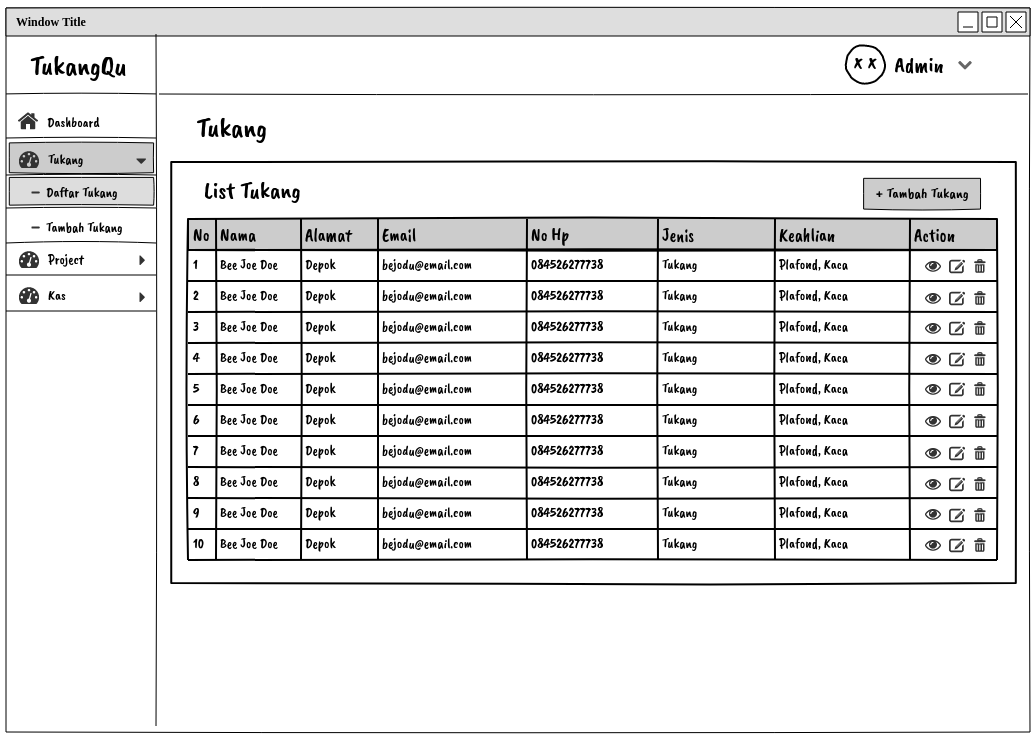 Window Title
TukangQu
Admin
Dashboard
Tukang
Tukang
– Daftar Tukang
List Tukang
+ Tambah Tukang
– Tambah Tukang
Project
Kas
No Nama Alamat Email No Hp Jenis Keahlian Action
1 Bee Joe Doe Depok bejodu@email.com 084526277738 Tukang Plafond, Kaca
2 Bee Joe Doe Depok bejodu@email.com 084526277738 Tukang Plafond, Kaca
3 Bee Joe Doe Depok bejodu@email.com 084526277738 Tukang Plafond, Kaca
4 Bee Joe Doe Depok bejodu@email.com 084526277738 Tukang Plafond, Kaca
5 Bee Joe Doe Depok bejodu@email.com 084526277738 Tukang Plafond, Kaca
6 Bee Joe Doe Depok bejodu@email.com 084526277738 Tukang Plafond, Kaca
7 Bee Joe Doe Depok bejodu@email.com 084526277738 Tukang Plafond, Kaca
8 Bee Joe Doe Depok bejodu@email.com 084526277738 Tukang Plafond, Kaca
9 Bee Joe Doe Depok bejodu@email.com 084526277738 Tukang Plafond, Kaca
10 Bee Joe Doe Depok bejodu@email.com 084526277738 Tukang Plafond, Kaca